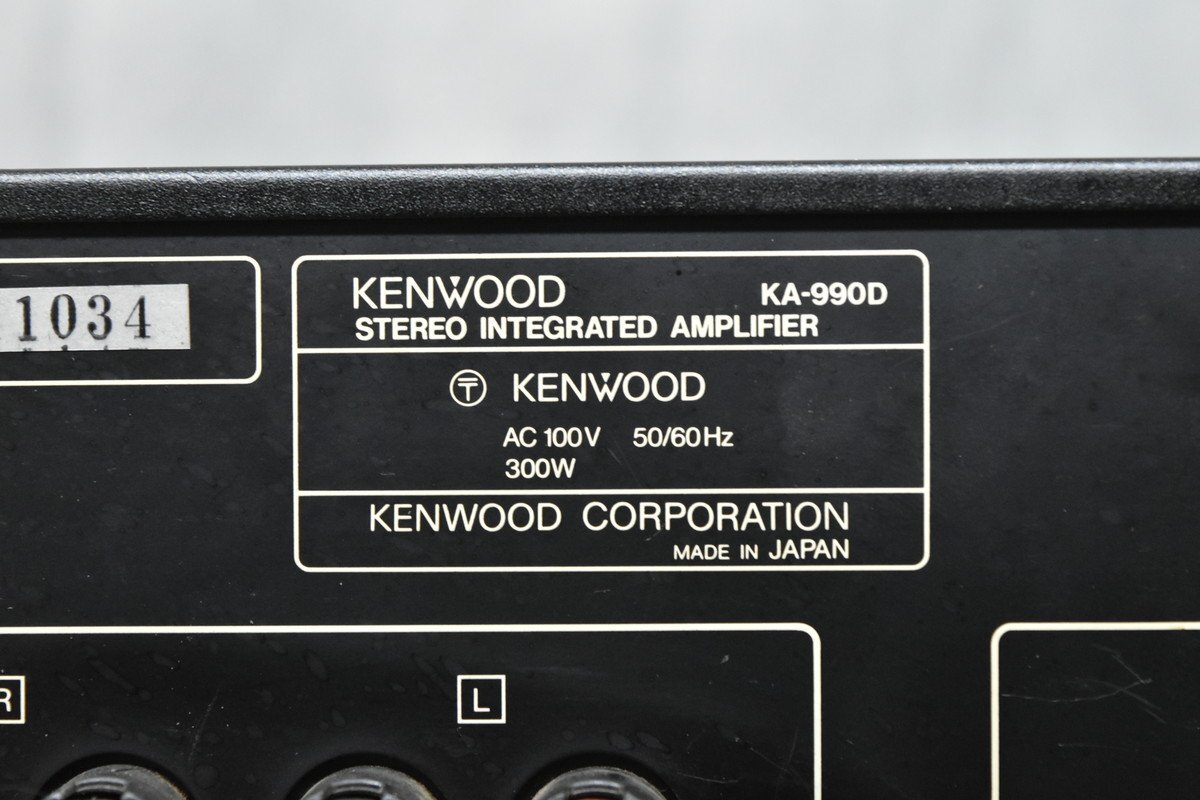 1034
KENWOOD KA-990D
STEREO INTEGRATED AMPLIFIER
〒 KENWOOD
AC 100V 50/60Hz
300W
KENWOOD CORPORATION
MADE IN JAPAN
R L